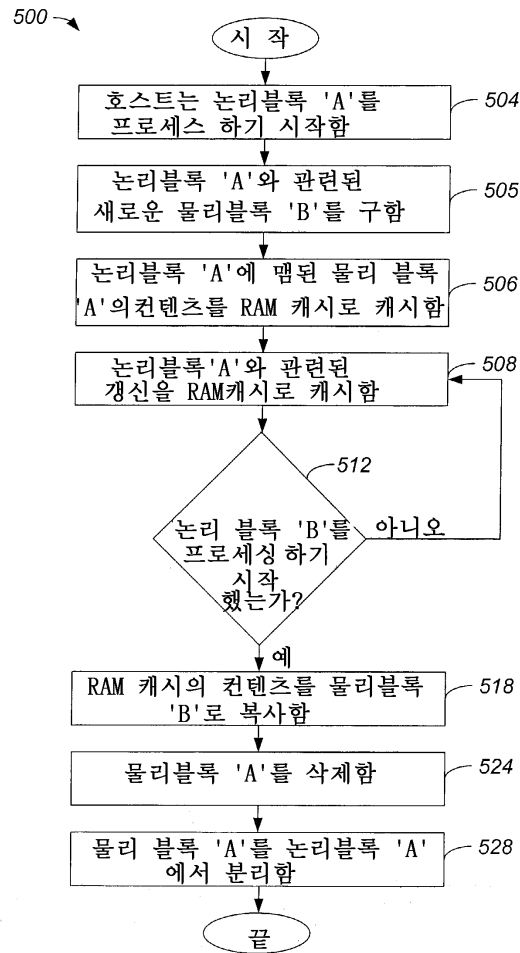 500
시 작
호스트는 논리블록 'A'를
프로세스 하기 시작함
504
논리블록 'A'와 관련된
새로운 물리블록 'B'를 구함
505
논리블록 'A'에 맵된 물리 블록
'A'의컨텐츠를 RAM 캐시로 캐시함
506
논리블록'A'와 관련된
갱신을 RAM캐시로 캐시함
508
512
논리 블록 'B'를
프로세싱 하기
시작
했는가?
아니오
예
RAM 캐시의 컨텐츠를 물리블록
'B'로 복사함
518
물리블록 'A'를 삭제함
524
물리 블록 'A'를 논리블록 'A'
에서 분리함
528
끝